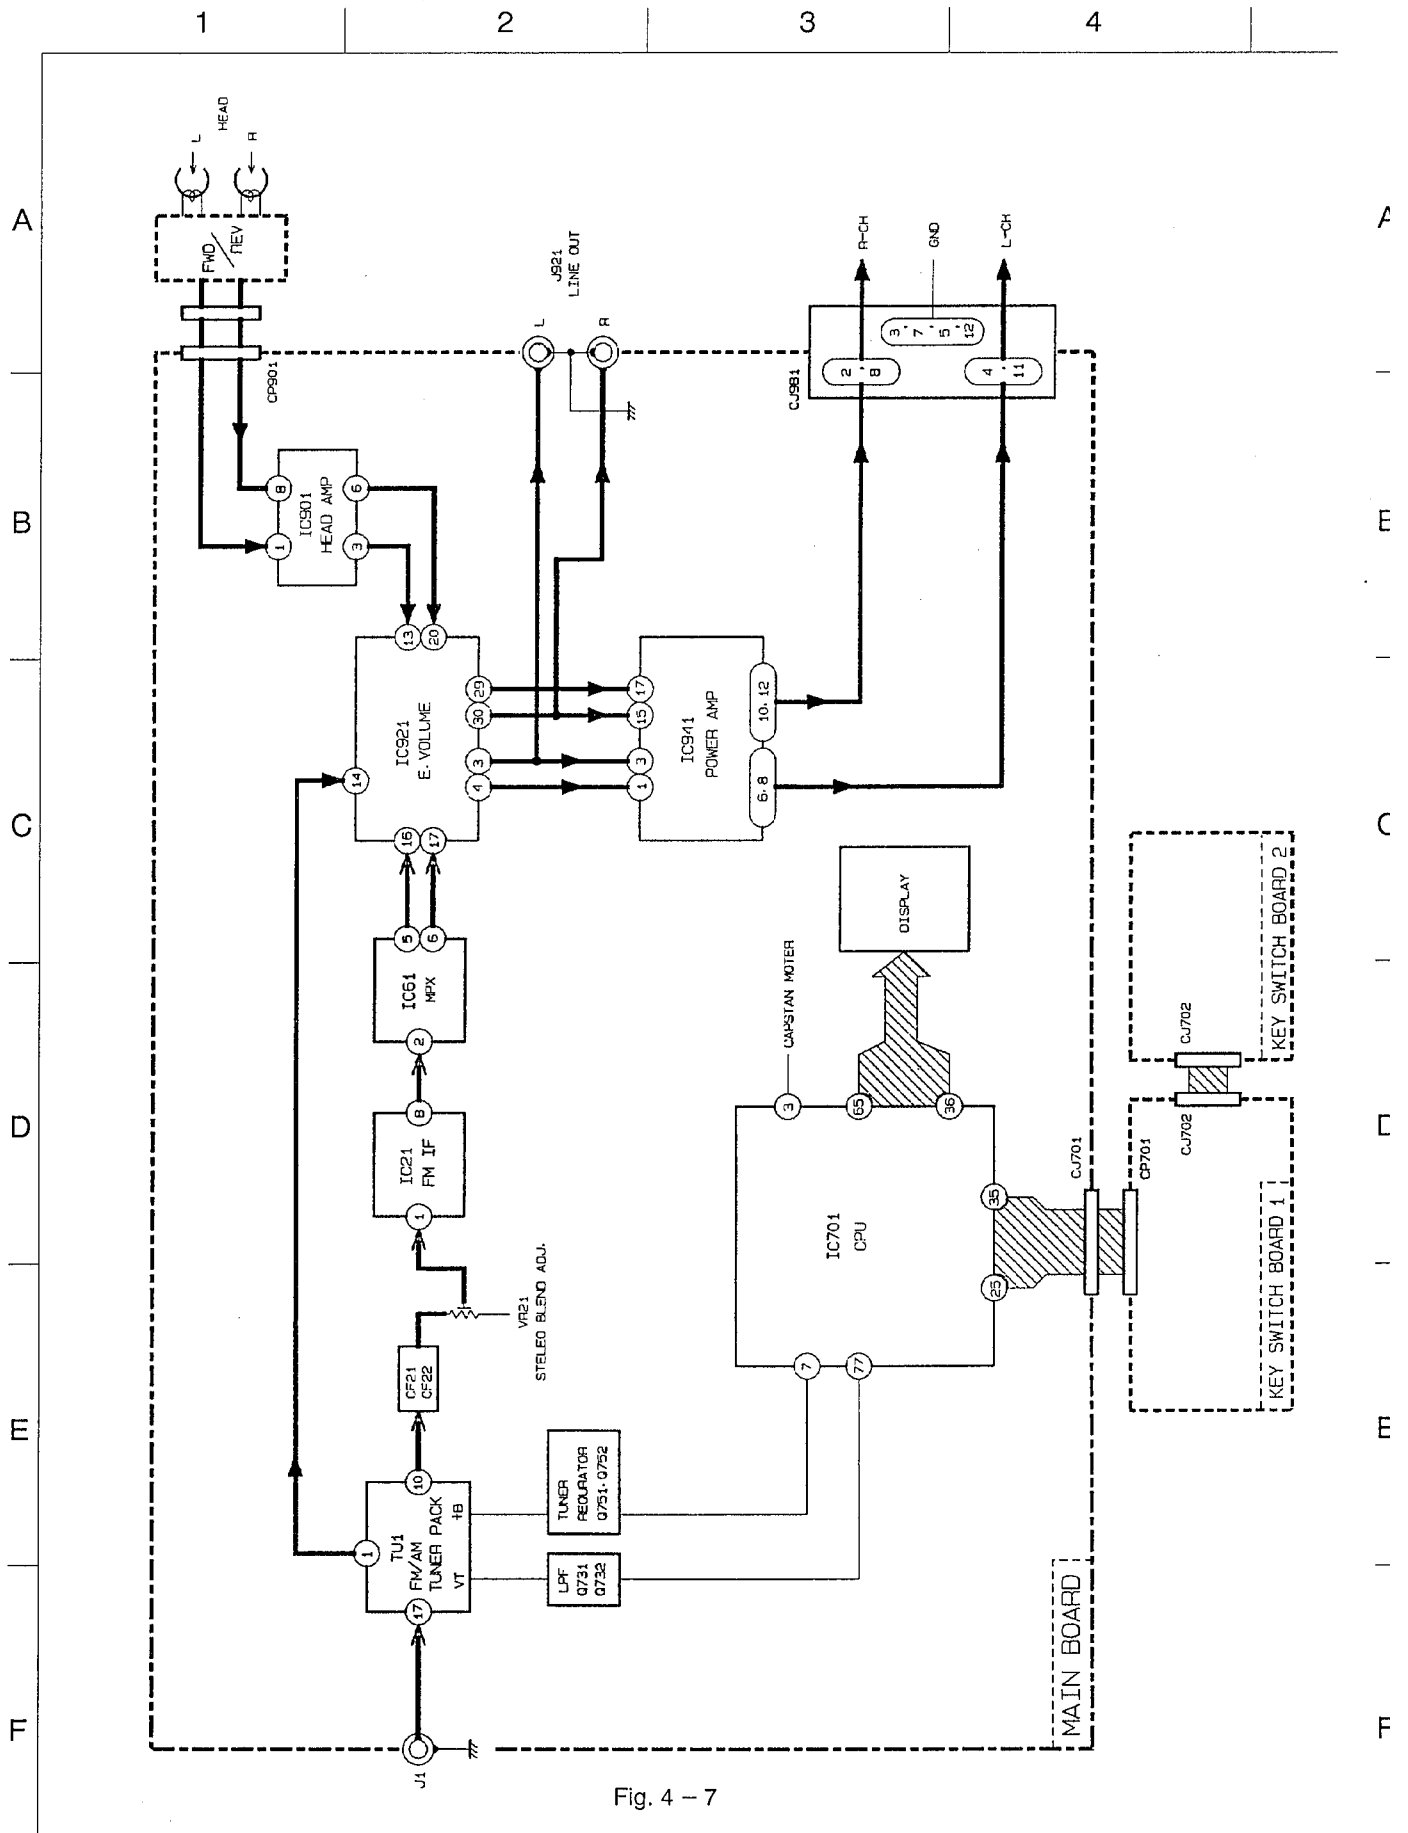 1
2
3
4
A
B
C
D
E
F
A
B
C
D
E
F
HEAD
L
R
FWD/REV
CP901
IC901
HEAD AMP
1
8
3
6
J921
LINE OUT
L
R
R-CH
GND
L-CH
CJ981
2 8
3 7 5 12
4 11
IC921
E.VOLUME
13
20
14
16
17
29
30
3
4
IC941
POWER AMP
17
15
3
1
10, 12
6, 8
IC61
MPX
5
6
2
IC21
FM IF
8
1
VR21
STELEO BLEND ADJ.
CF21
CF22
TU1
FM/AM
TUNER PACK
+B
VT
10
1
17
J1
TUNER
REQURATOR
Q751, Q752
LPF
Q731
Q732
IC701
CPU
3
65
36
35
25
7
77
CAPSTAN MOTER
DISPLAY
CJ701
CP701
CJ702
CJ702
KEY SWITCH BOARD 2
KEY SWITCH BOARD 1
MAIN BOARD
Fig. 4 – 7